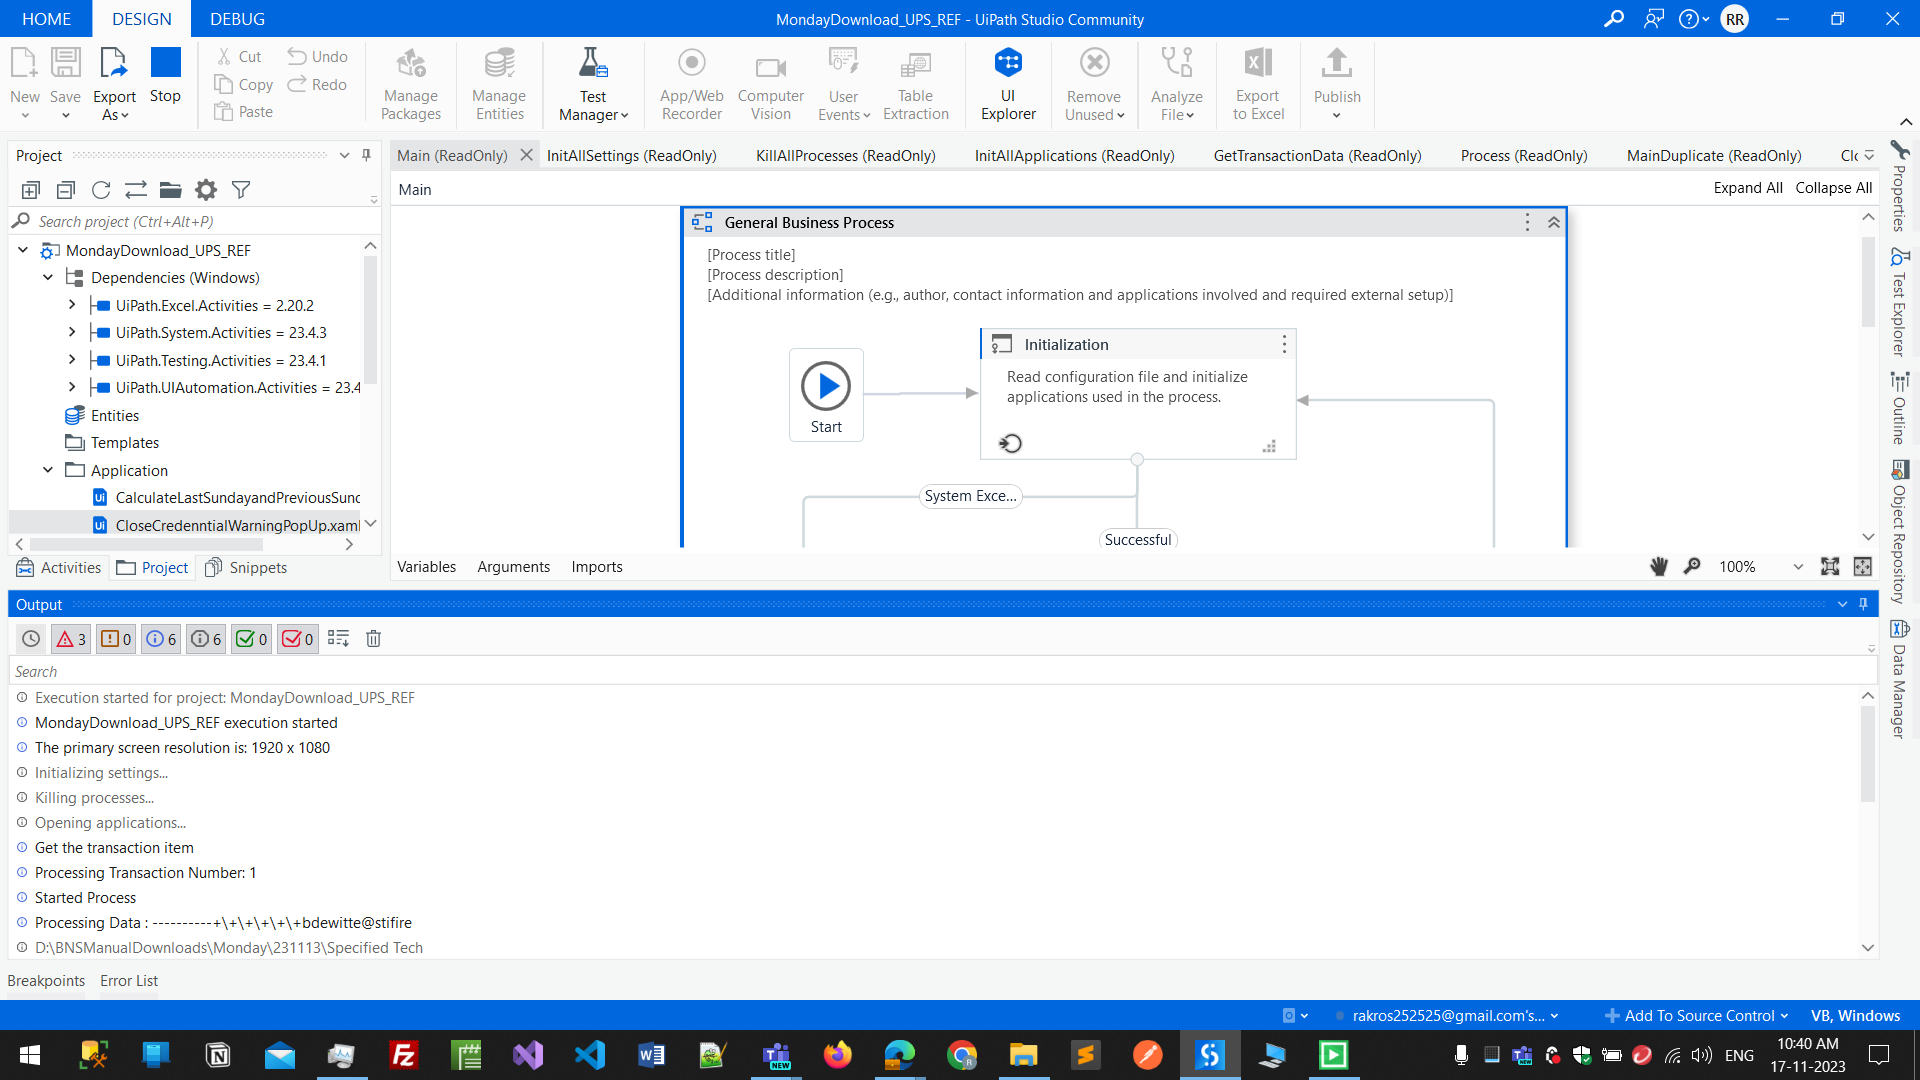 HOME DESIGN DEBUG MondayDownload_UPS_REF - UiPath Studio Community RR
New Save Export As Stop Cut Copy Paste Undo Redo Manage Packages Manage Entities Test Manager App/Web Recorder Computer Vision User Events Table Extraction UI Explorer Remove Unused Analyze File Export to Excel Publish
Project
Search project (Ctrl+Alt+P)
MondayDownload_UPS_REF
Dependencies (Windows)
UiPath.Excel.Activities = 2.20.2
UiPath.System.Activities = 23.4.3
UiPath.Testing.Activities = 23.4.1
UiPath.UIAutomation.Activities = 23.4
Entities
Templates
Application
CalculateLastSundayandPreviousSund
CloseCredenntialWarningPopUp.xaml
Activities Project Snippets
Main (ReadOnly) InitAllSettings (ReadOnly) KillAllProcesses (ReadOnly) InitAllApplications (ReadOnly) GetTransactionData (ReadOnly) Process (ReadOnly) MainDuplicate (ReadOnly) Clo
Main Expand All Collapse All
General Business Process
[Process title]
[Process description]
[Additional information (e.g., author, contact information and applications involved and required external setup)]
Start
Initialization
Read configuration file and initialize
applications used in the process.
System Exce...
Successful
Variables Arguments Imports 100%
Properties
Test Explorer
Outline
Object Repository
Data Manager
Output
3 0 6 6 0 0
Search
Execution started for project: MondayDownload_UPS_REF
MondayDownload_UPS_REF execution started
The primary screen resolution is: 1920 x 1080
Initializing settings...
Killing processes...
Opening applications...
Get the transaction item
Processing Transaction Number: 1
Started Process
Processing Data : ----------+\+\+\+\+\+bdewitte@stifire
D:\BNSManualDownloads\Monday\231113\Specified Tech
Breakpoints Error List
rakros252525@gmail.com's... Add To Source Control VB, Windows
NEW ENG 10:40 AM
17-11-2023